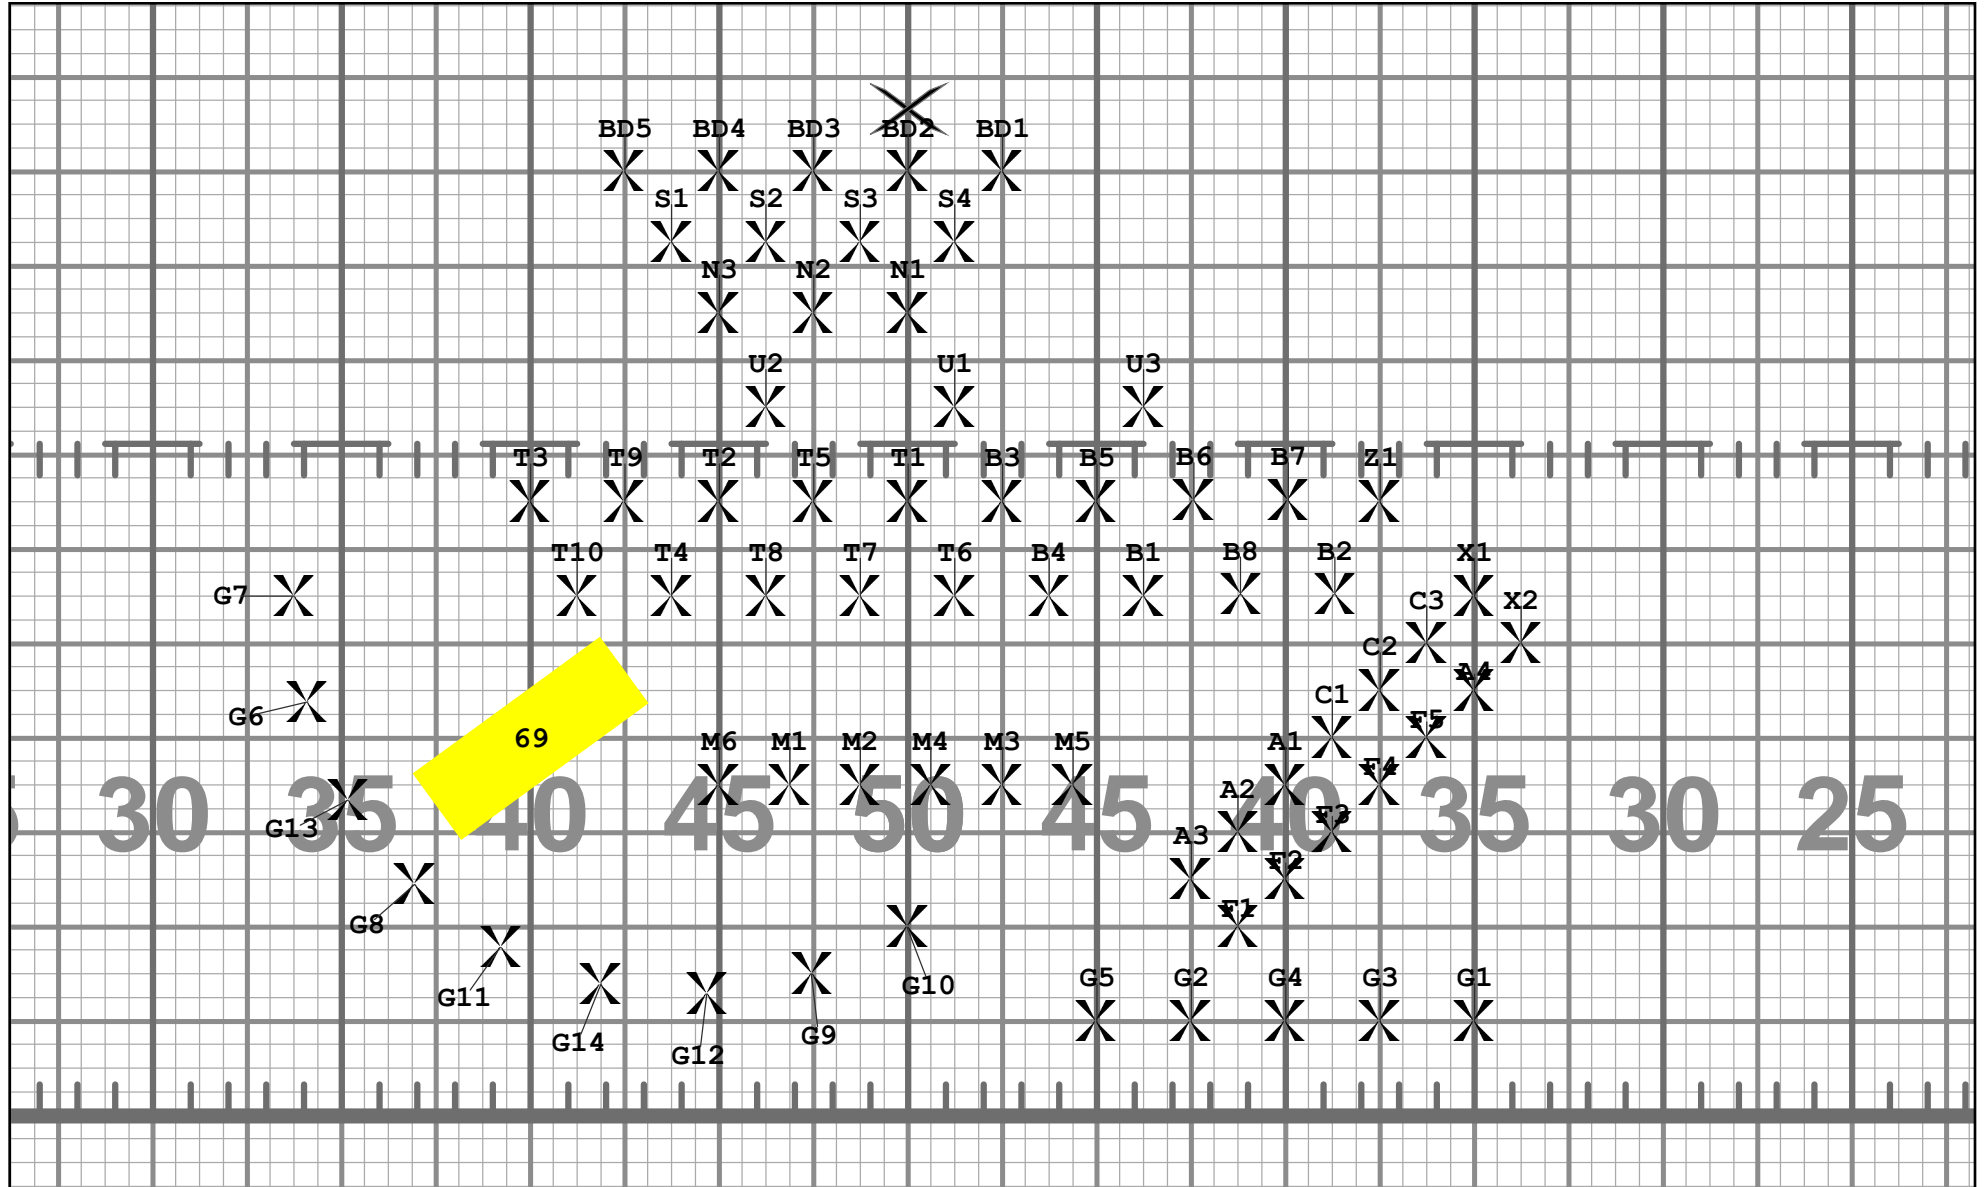 BD5 BD4 BD3 BD2 BD1
S1 S2 S3 S4
N3 N2 N1
U2 U1 U3
T3 T9 T2 T5 T1 B3 B5 B6 B7 Z1
T10 T4 T8 T7 T6 B4 B1 B8 B2 X1
G7 C3 X2
C2 A4
G6 C1 F5
69 M6 M1 M2 M4 M3 M5 A1 F4
30 35 40 45 50 45 40 35 30 25
A2
G13 A3 F3
F2
G8 F1
G11 G10 G5 G2 G4 G3 G1
G14 G12 G9